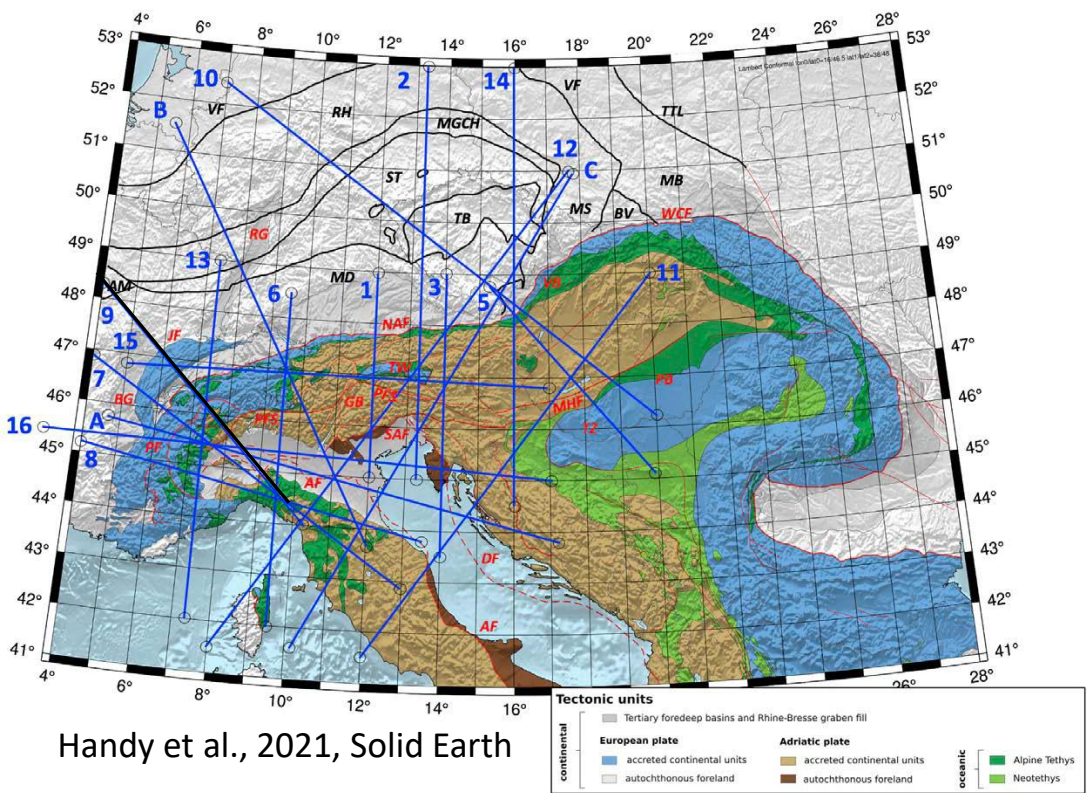 4° 6° 8° 10° 12° 14° 16° 18° 20° 22° 24° 26° 28°
53° 53°
52° 52°
51° 51°
50° 50°
49° 49°
48° 48°
47° 47°
46° 46°
45° 45°
44° 44°
43° 43°
42° 42°
41° 41°
4° 6° 8° 10° 12° 14° 16° 26° 28°
10 2 14
B VF RH MGCH VF TTL
12 C
ST TB MS BV MB WCF
RG
13 6 MD 1 3 5 VB 11
AM
9 JF NAF
15
7 TW PFS PB
BG GB MHF
A PFS SAF TZ
16 PF
8 AF
DF
AF
Handy et al., 2021, Solid Earth
Tectonic units
continental
Tertiary foredeep basins and Rhine-Bresse graben fill
European plate
accreted continental units
autochthonous foreland
Adriatic plate
accreted continental units
autochthonous foreland
oceanic
Alpine Tethys
Neotethys